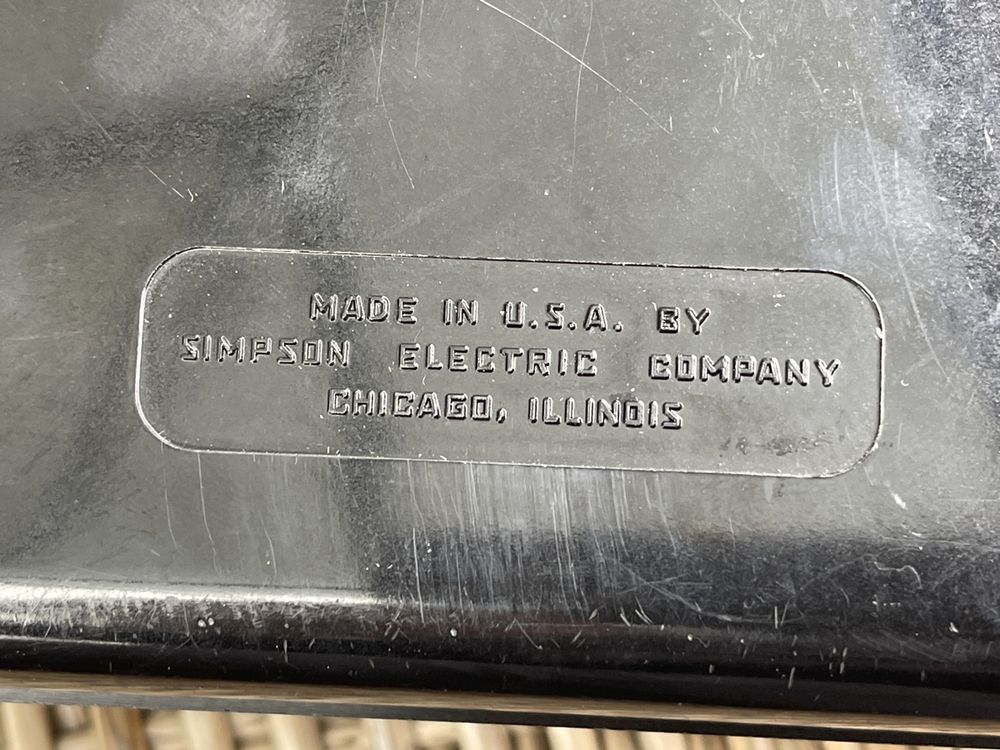 MADE IN U.S.A. BY
SIMPSON ELECTRIC COMPANY
CHICAGO, ILLINOIS